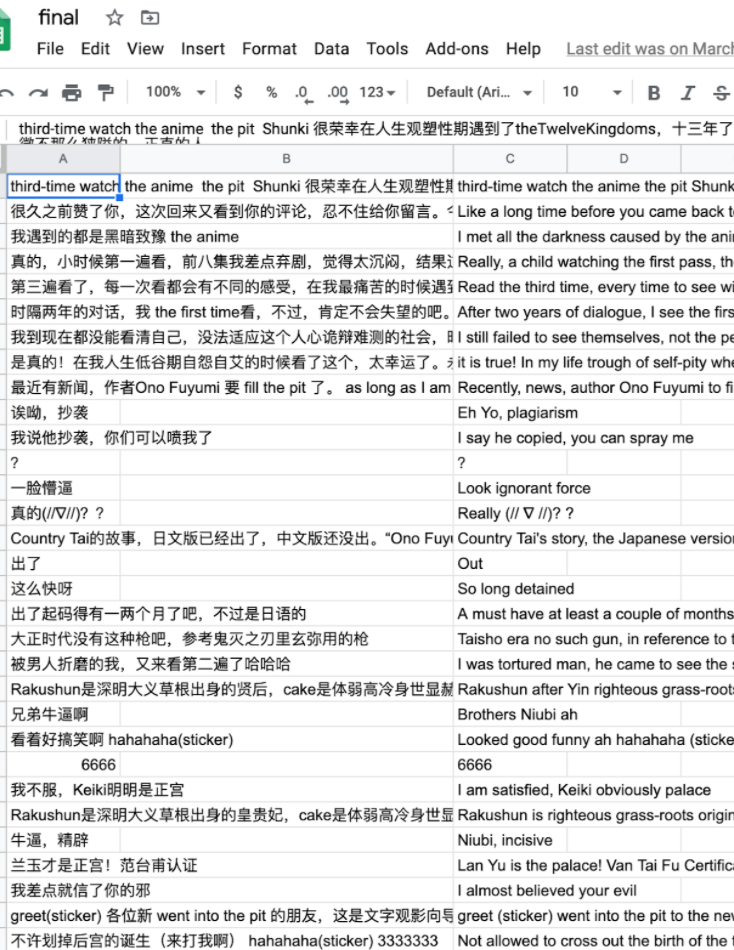 final
File Edit View Insert Format Data Tools Add-ons Help Last edit was on March
100% $ % .0 .00 123 Default (Ari... 10 B I S
third-time watch the anime the pit Shunki 很荣幸在人生观塑性期遇到了theTwelveKingdoms，十三年了
A B C D
third-time watch the anime the pit Shunki 很荣幸在人生观塑性期 third-time watch the anime the pit Shunk
很久之前赞了你，这次回来又看到你的评论，忍不住给你留言。 Like a long time before you came back t
我遇到的都是黑暗致豫 the anime I met all the darkness caused by the ani
真的，小时候第一遍看，前八集我差点弃剧，觉得太沉闷，结果 Really, a child watching the first pass, th
第三遍看了，每一次看都会有不同的感受，在我最痛苦的时候遇到 Read the third time, every time to see wi
时隔两年的对话，我 the first time看，不过，肯定不会失望的吧。 After two years of dialogue, I see the firs
我到现在都没能看清自己，没法适应这个人心诡辩难测的社会， I still failed to see themselves, not the pe
是真的！在我人生低谷期自怨自艾的时候看了这个，太幸运了。 it is true! In my life trough of self-pity whe
最近有新闻，作者Ono Fuyumi 要 fill the pit 了。 as long as I am Recently, news, author Ono Fuyumi to fi
诶呦，抄袭 Eh Yo, plagiarism
我说他抄袭，你们可以喷我了 I say he copied, you can spray me
? ?
一脸懵逼 Look ignorant force
真的(//∇//)? ? Really (// ∇ //)? ?
Country Tai的故事，日文版已经出了，中文版还没出。“Ono Fuyu Country Tai's story, the Japanese versio
出了 Out
这么快呀 So long detained
出了起码得有一两个月了吧，不过是日语的 A must have at least a couple of months
大正时代没有这种枪吧，参考鬼灭之刃里玄弥用的枪 Taisho era no such gun, in reference to t
被男人折磨的我，又来看第二遍了哈哈哈 I was tortured man, he came to see the s
Rakushun是深明大义草根出身的贤后，cake是体弱高冷身世显赫 Rakushun after Yin righteous grass-roots
兄弟牛逼啊 Brothers Niubi ah
看着好搞笑啊 hahahaha(sticker) Looked good funny ah hahahaha (sticke
6666 6666
我不服，Keiki明明是正宫 I am satisfied, Keiki obviously palace
Rakushun是深明大义草根出身的皇贵妃，cake是体弱高冷身世显 Rakushun is righteous grass-roots origin
牛逼，精辟 Niubi, incisive
兰玉才是正宫！范台甫认证 Lan Yu is the palace! Van Tai Fu Certifica
我差点就信了你的邪 I almost believed your evil
greet(sticker) 各位新 went into the pit 的朋友，这是文字观影向导 greet (sticker) went into the pit to the nev
不许划掉后宫的诞生（来打我啊） hahahaha(sticker) 3333333 Not allowed to cross out the birth of the t